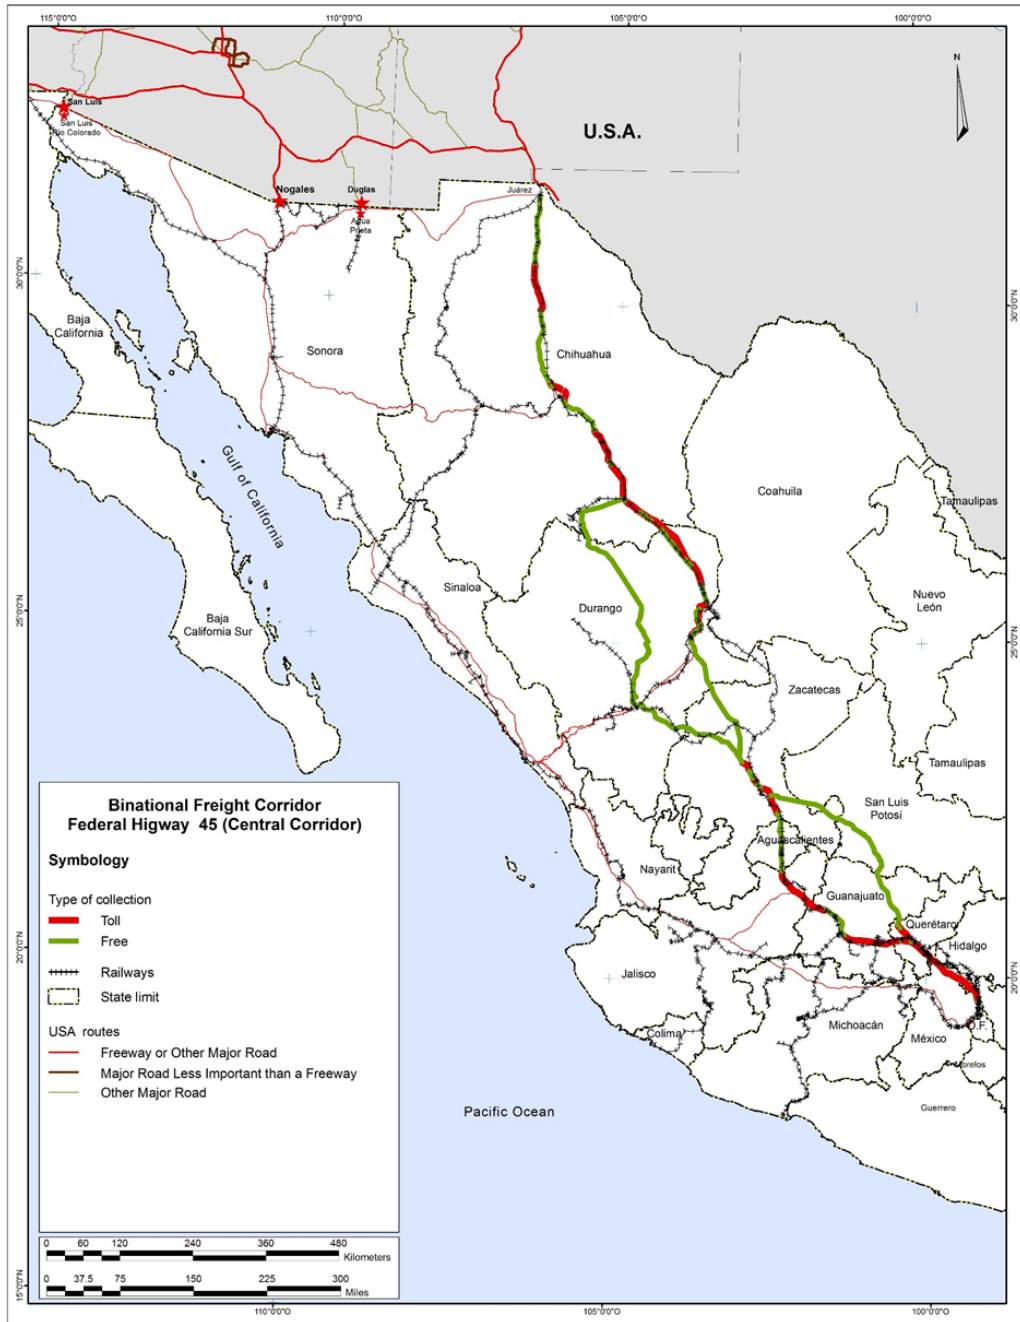 115°0'0"O
110°0'0"O
105°0'0"O
100°0'0"O
N
U.S.A.
San Luis
San Luis
Río Colorado
Nogales
Duglas
Agua
Prieta
Juárez
30°0'0"N
30°0'0"N
Baja
California
Sonora
Chihuahua
Gulf of California
Coahuila
Tamaulipas
Sinaloa
Nuevo
León
Durango
25°0'0"N
25°0'0"N
Baja
California Sur
Zacatecas
Tamaulipas
San Luis
Potosí
Aguascalientes
Nayarit
Guanajuato
Querétaro
Hidalgo
20°0'0"N
20°0'0"N
Jalisco
Michoacán
D.F.
México
Colima
Morelos
Guerrero
Pacific Ocean
Binational Freight Corridor
Federal Higway 45 (Central Corridor)
Symbology
Type of collection
Toll
Free
Railways
State limit
USA routes
Freeway or Other Major Road
Major Road Less Important than a Freeway
Other Major Road
0 60 120 240 360 480
Kilometers
0 37.5 75 150 225 300
Miles
15°0'0"N
110°0'0"O
105°0'0"O
100°0'0"O